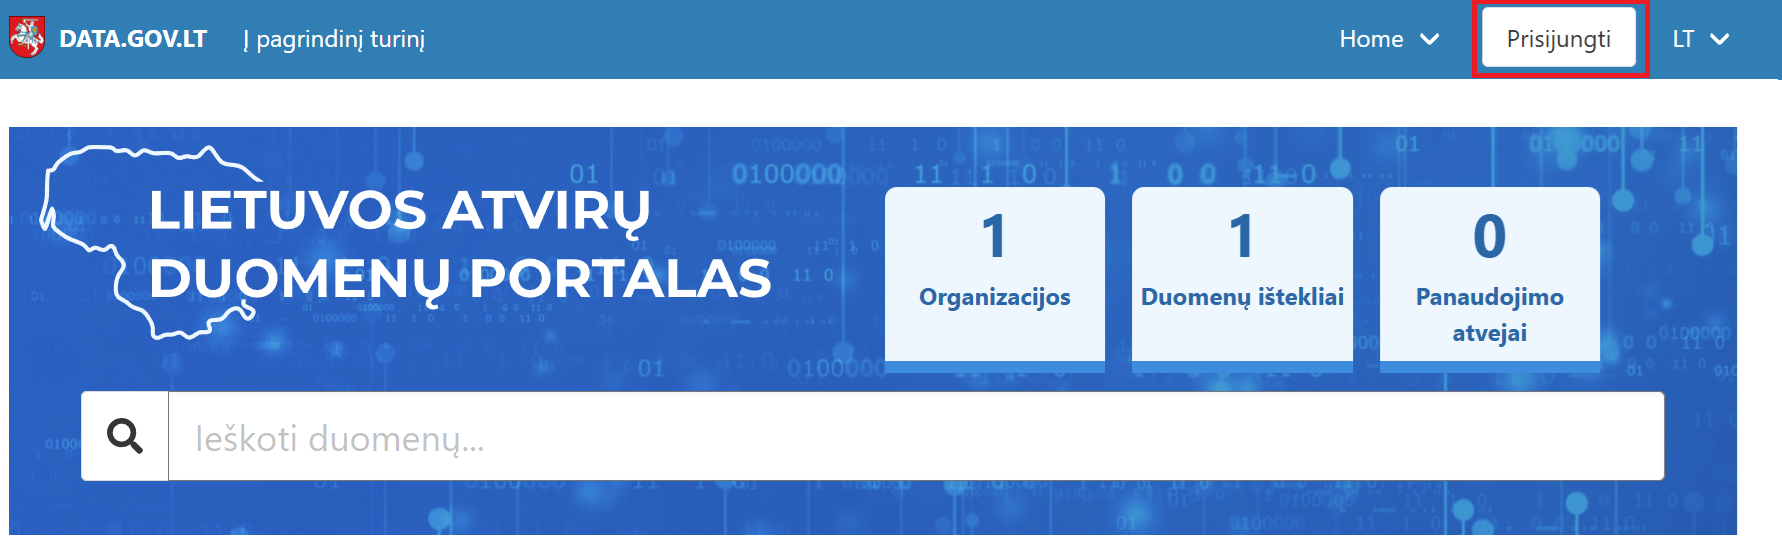 DATA.GOV.LT
Į pagrindinį turinį
Home
Prisijungti
LT
LIETUVOS ATVIRŲ
DUOMENŲ PORTALAS
1
Organizacijos
1
Duomenų ištekliai
0
Panaudojimo
atvejai
Ieškoti duomenų...